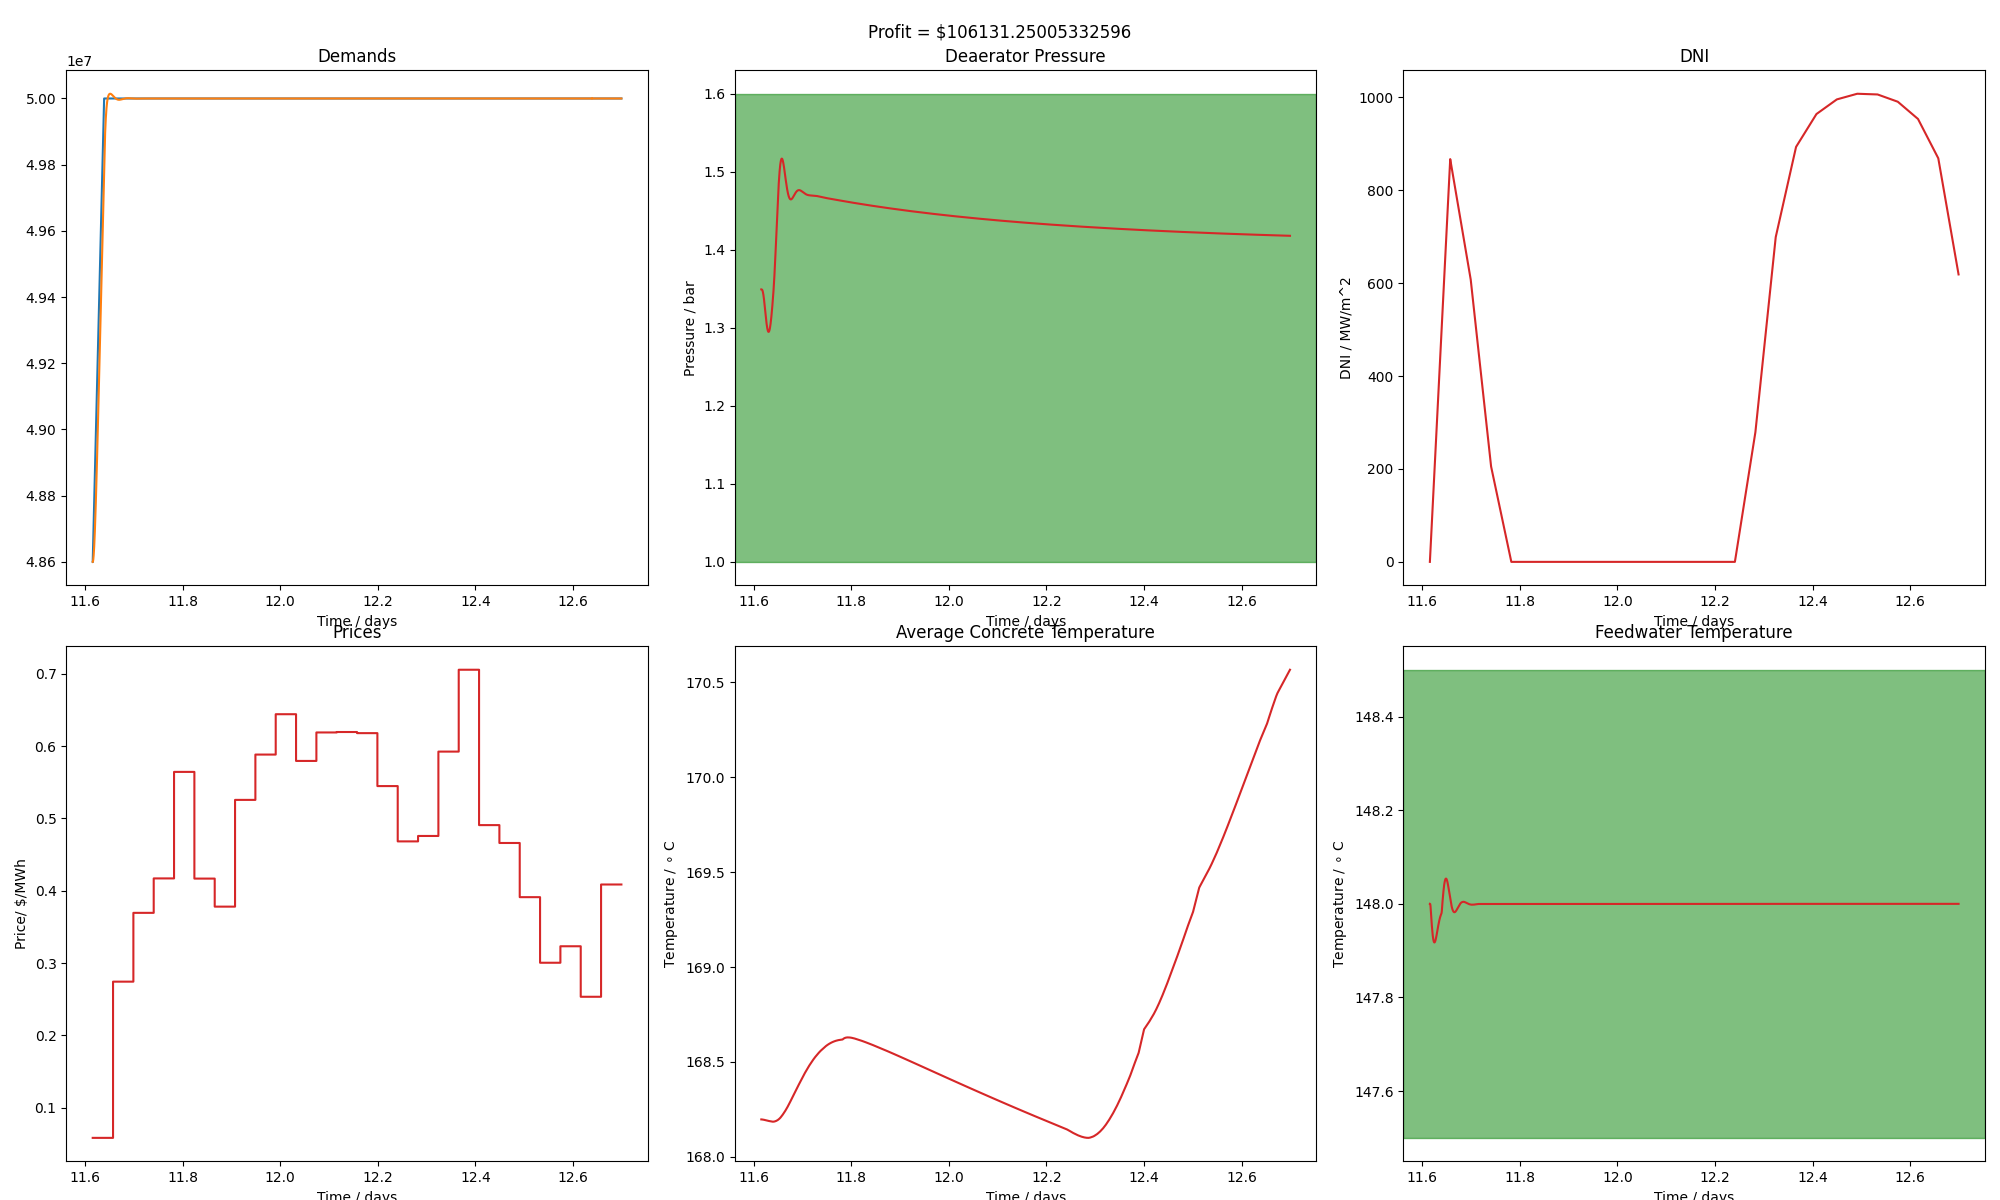 Profit = $106131.25005332596
Demands
1e7
5.00
4.98
4.96
4.94
4.92
4.90
4.88
4.86
11.6 11.8 12.0 12.2 12.4 12.6
Time / days
Deaerator Pressure
Pressure / bar
1.6
1.5
1.4
1.3
1.2
1.1
1.0
11.6 11.8 12.0 12.2 12.4 12.6
Time / days
DNI
DNI / MW/m^2
1000
800
600
400
200
0
11.6 11.8 12.0 12.2 12.4 12.6
Time / days
Prices
Price/ $/MWh
0.7
0.6
0.5
0.4
0.3
0.2
0.1
11.6 11.8 12.0 12.2 12.4 12.6
Time / days
Average Concrete Temperature
Temperature / ∘ C
170.5
170.0
169.5
169.0
168.5
168.0
11.6 11.8 12.0 12.2 12.4 12.6
Time / days
Feedwater Temperature
Temperature / ∘ C
148.4
148.2
148.0
147.8
147.6
11.6 11.8 12.0 12.2 12.4 12.6
Time / days